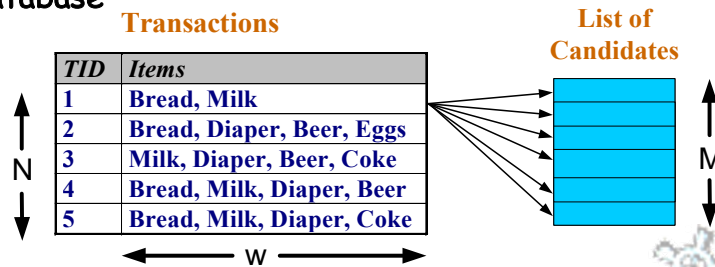 Transactions
List of
Candidates
TID Items
1 Bread, Milk
2 Bread, Diaper, Beer, Eggs
3 Milk, Diaper, Beer, Coke
4 Bread, Milk, Diaper, Beer
5 Bread, Milk, Diaper, Coke
N
M
w